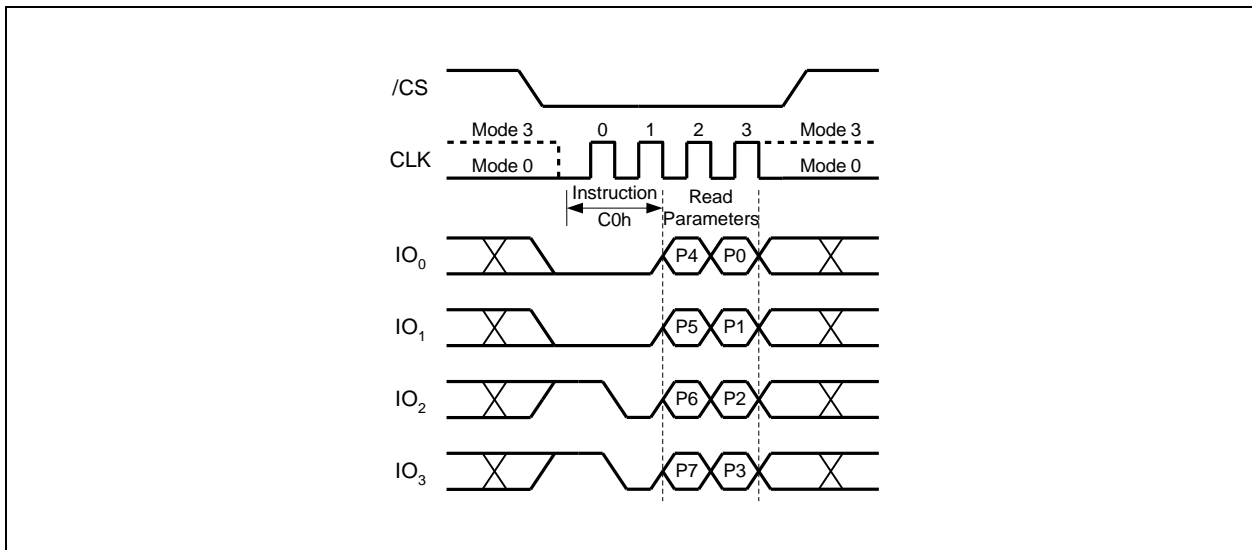 /CS
Mode 3 0 1 2 3 Mode 3
CLK
Mode 0 Mode 0
Instruction Read
C0h Parameters
IO0 P4 P0
IO1 P5 P1
IO2 P6 P2
IO3 P7 P3